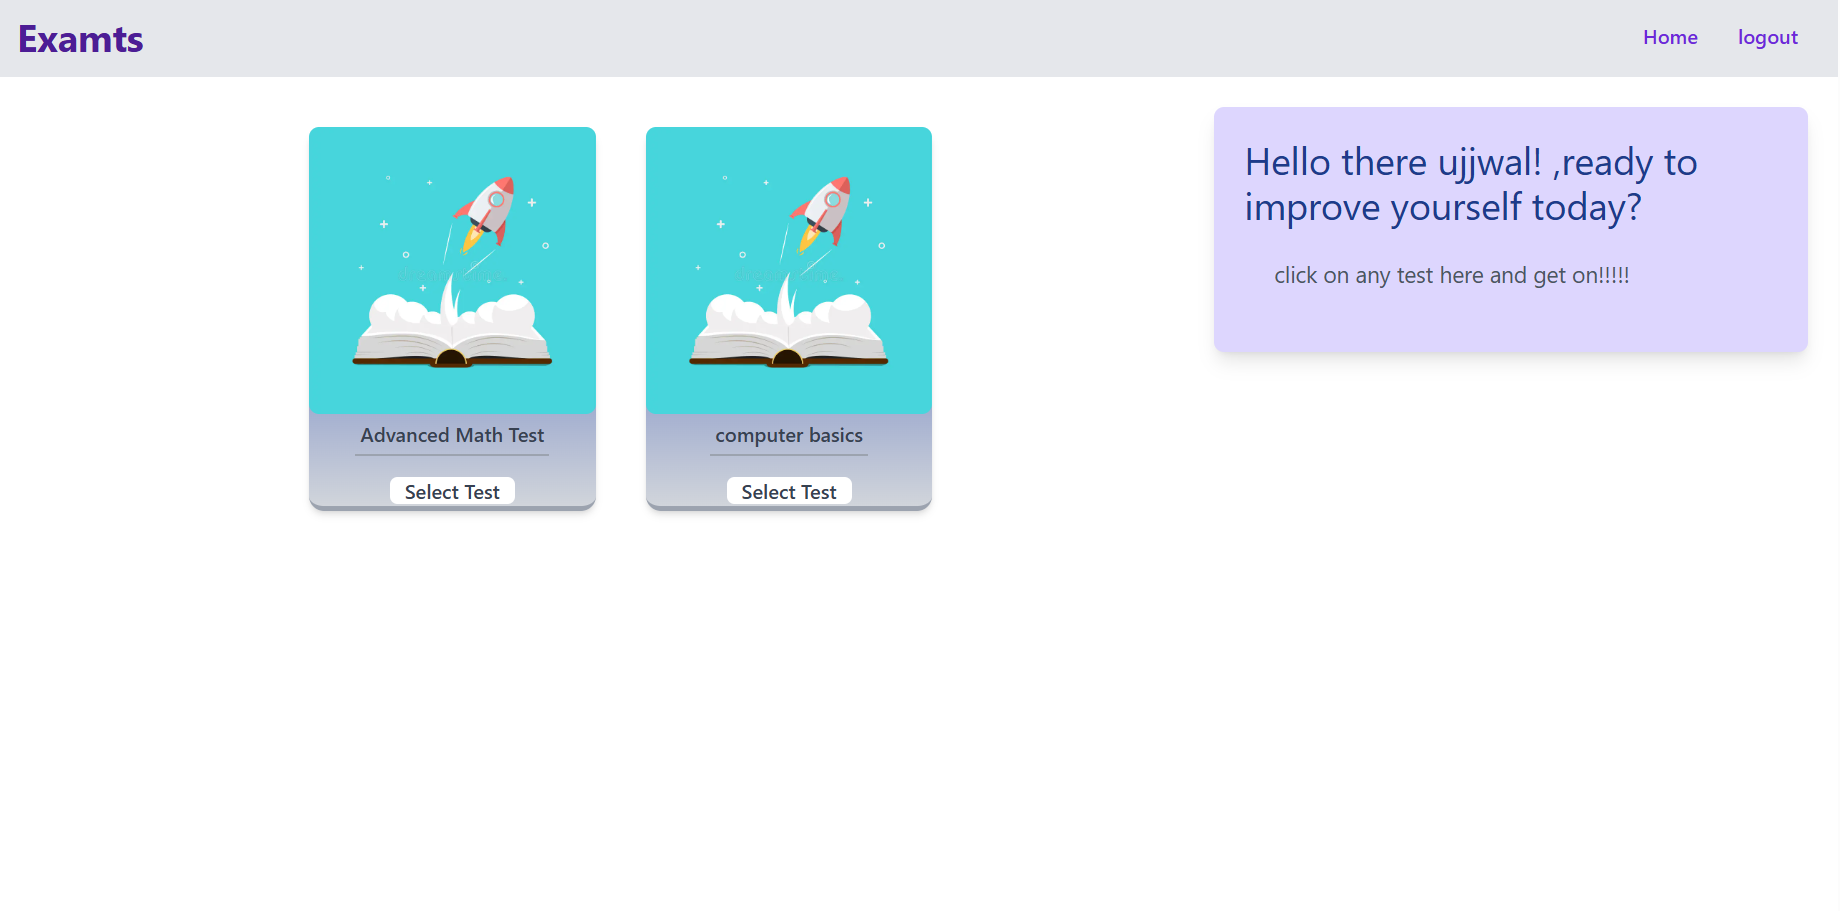 Examts
Home
logout
Advanced Math Test
Select Test
computer basics
Select Test
Hello there ujjwal! ,ready to
improve yourself today?
click on any test here and get on!!!!!